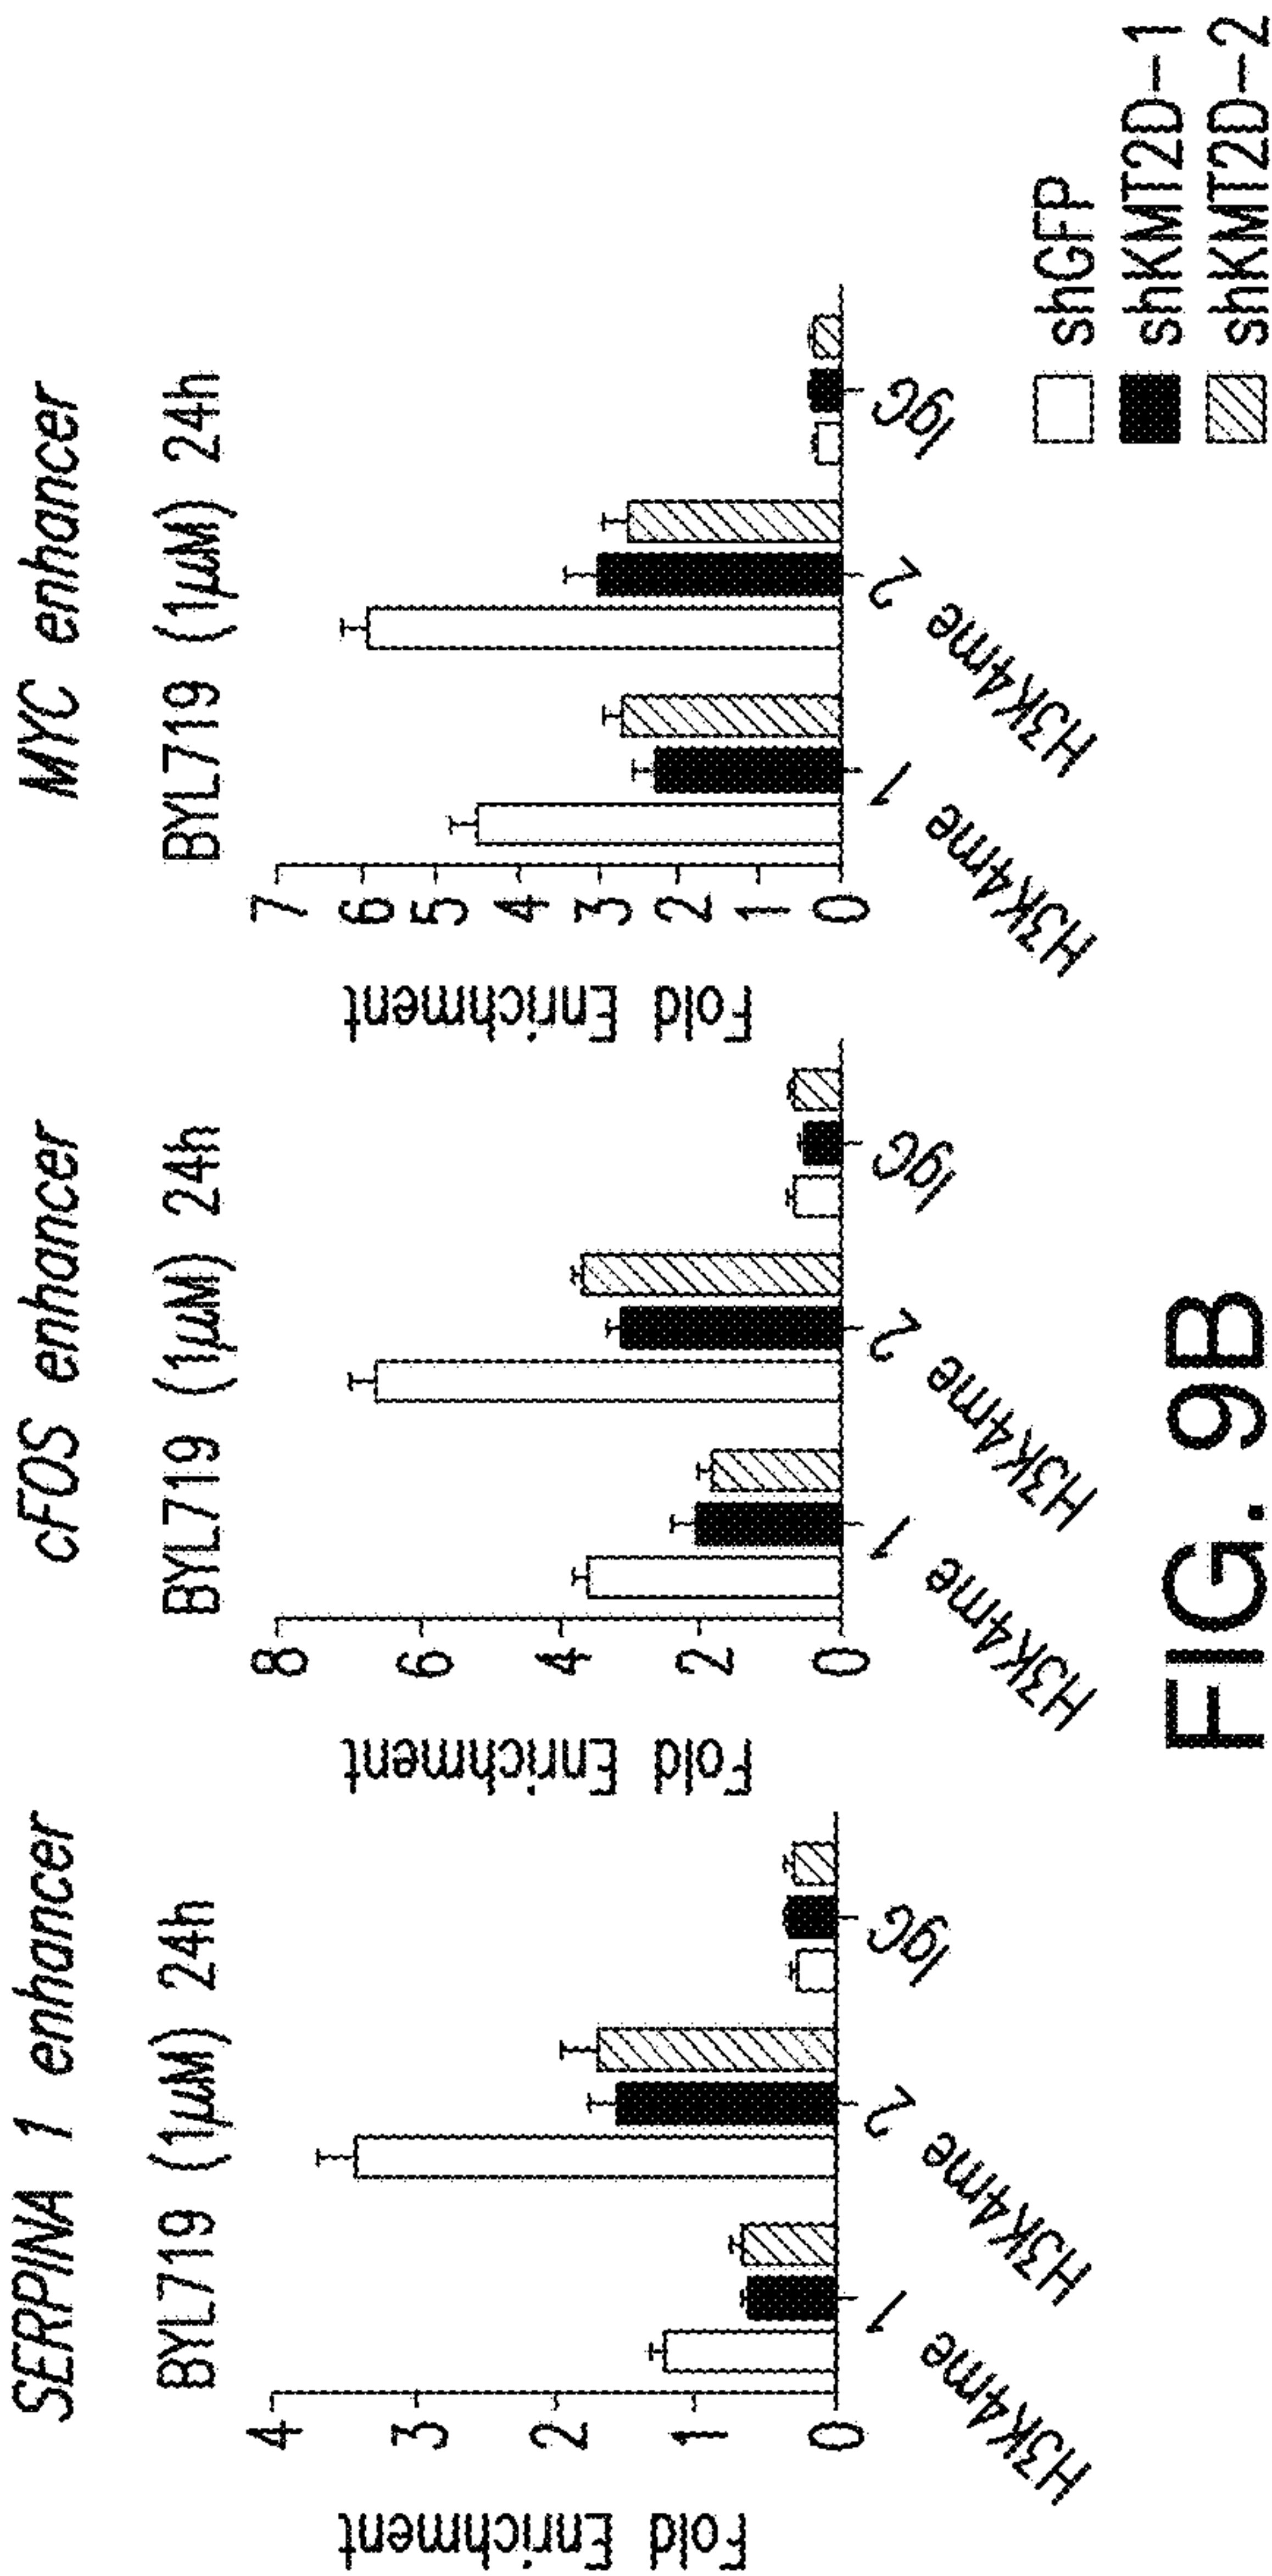 SERPINA 1 enhancer
BYL719 (1μM) 24h
Fold Enrichment
4
3
2
1
0
H3K4me 1
H3K4me 2
IgG
cFOS enhancer
BYL719 (1μM) 24h
Fold Enrichment
8
6
4
2
0
H3K4me 1
H3K4me 2
IgG
MYC enhancer
BYL719 (1μM) 24h
Fold Enrichment
7
6
5
4
3
2
1
0
H3K4me 1
H3K4me 2
IgG
shGFP
shKMT2D-1
shKMT2D-2
FIG. 9B